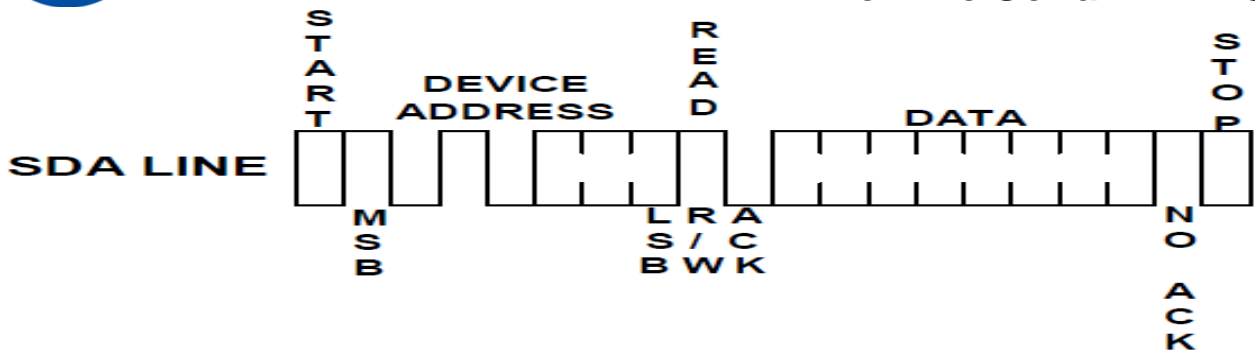 START
READ
STOP
DEVICE
ADDRESS
DATA
SDA LINE
MSB
LSB
R/W
ACK
NO ACK